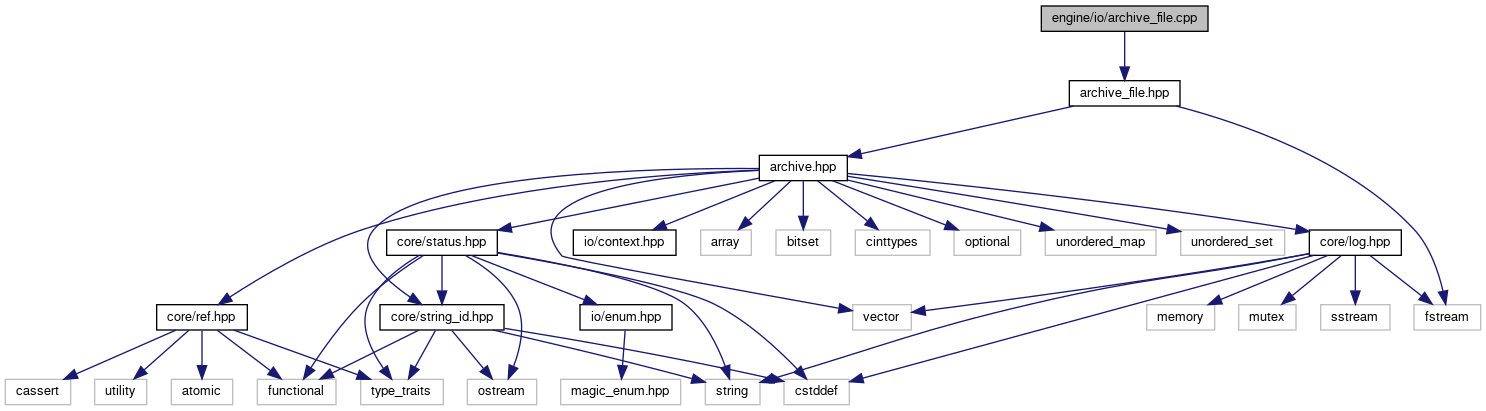 engine/io/archive_file.cpp
archive_file.hpp
archive.hpp
core/status.hpp
io/context.hpp
array
bitset
cinttypes
optional
unordered_map
unordered_set
core/log.hpp
core/ref.hpp
core/string_id.hpp
io/enum.hpp
vector
memory
mutex
sstream
fstream
cassert
utility
atomic
functional
type_traits
ostream
magic_enum.hpp
string
cstddef